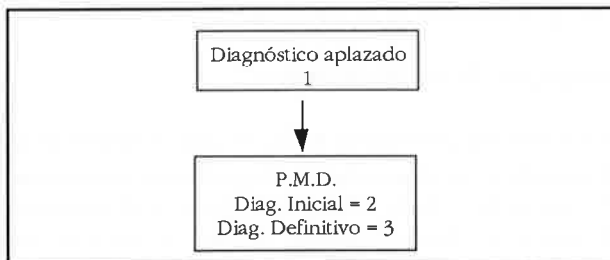 Diagnóstico aplazado
1
P.M.D.
Diag. Inicial = 2
Diag. Definitivo = 3